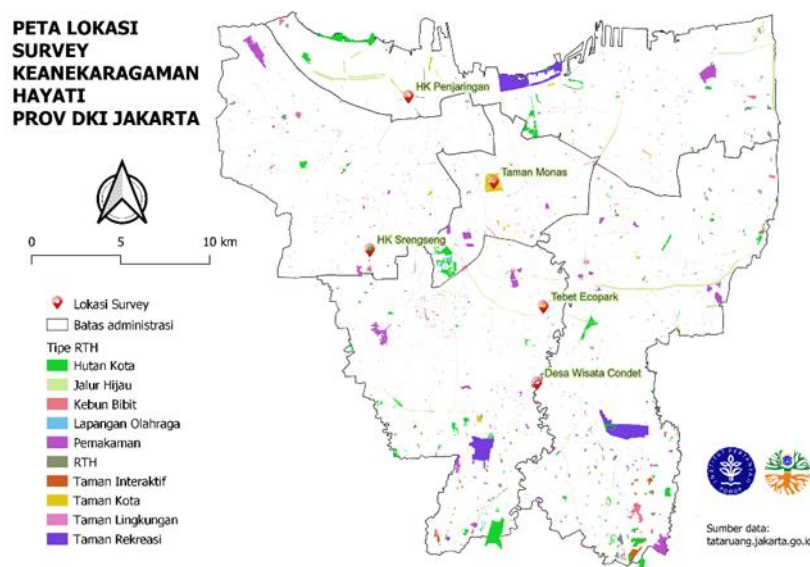 PETA LOKASI
SURVEY
KEANEKARAGAMAN
HAYATI
PROV DKI JAKARTA
0 5 10 km
Lokasi Survey
Batas administrasi
Tipe RTH
Hutan Kota
Jalur Hijau
Kebun Bibit
Lapangan Olahraga
Pemakaman
RTH
Taman Interaktif
Taman Kota
Taman Lingkungan
Taman Rekreasi
HK Penjaringan
Taman Monas
HK Srengseng
Tebet Ecopark
Desa Wisata Condet
Sumber data:
tataruang.jakarta.go.id